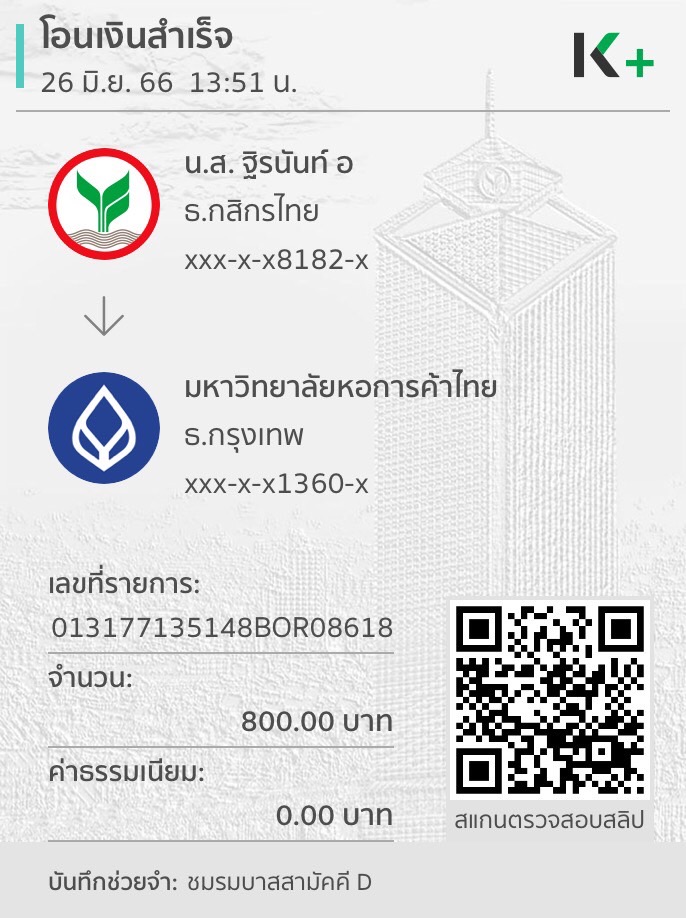 โอนเงินสำเร็จ
26 มิ.ย. 66 13:51 น.
K+
น.ส. ฐิรนันท์ อ
ธ.กสิกรไทย
xxx-x-x8182-x
มหาวิทยาลัยหอการค้าไทย
ธ.กรุงเทพ
xxx-x-x1360-x
เลขที่รายการ:
013177135148BOR08618
จำนวน:
800.00 บาท
ค่าธรรมเนียม:
0.00 บาท
สแกนตรวจสอบสลิป
บันทึกช่วยจำ: ชมรมบาสสามัคคี D